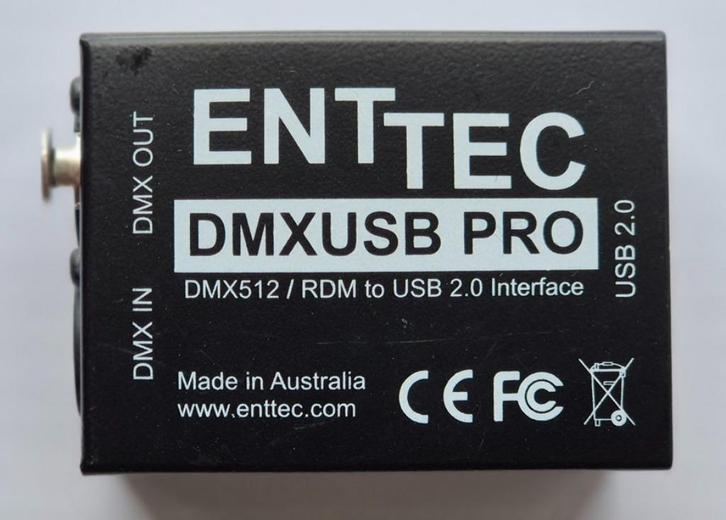 ENTTEC
DMXUSB PRO
DMX512 / RDM to USB 2.0 Interface
DMX OUT
DMX IN
USB 2.0
Made in Australia
www.enttec.com
CE FC